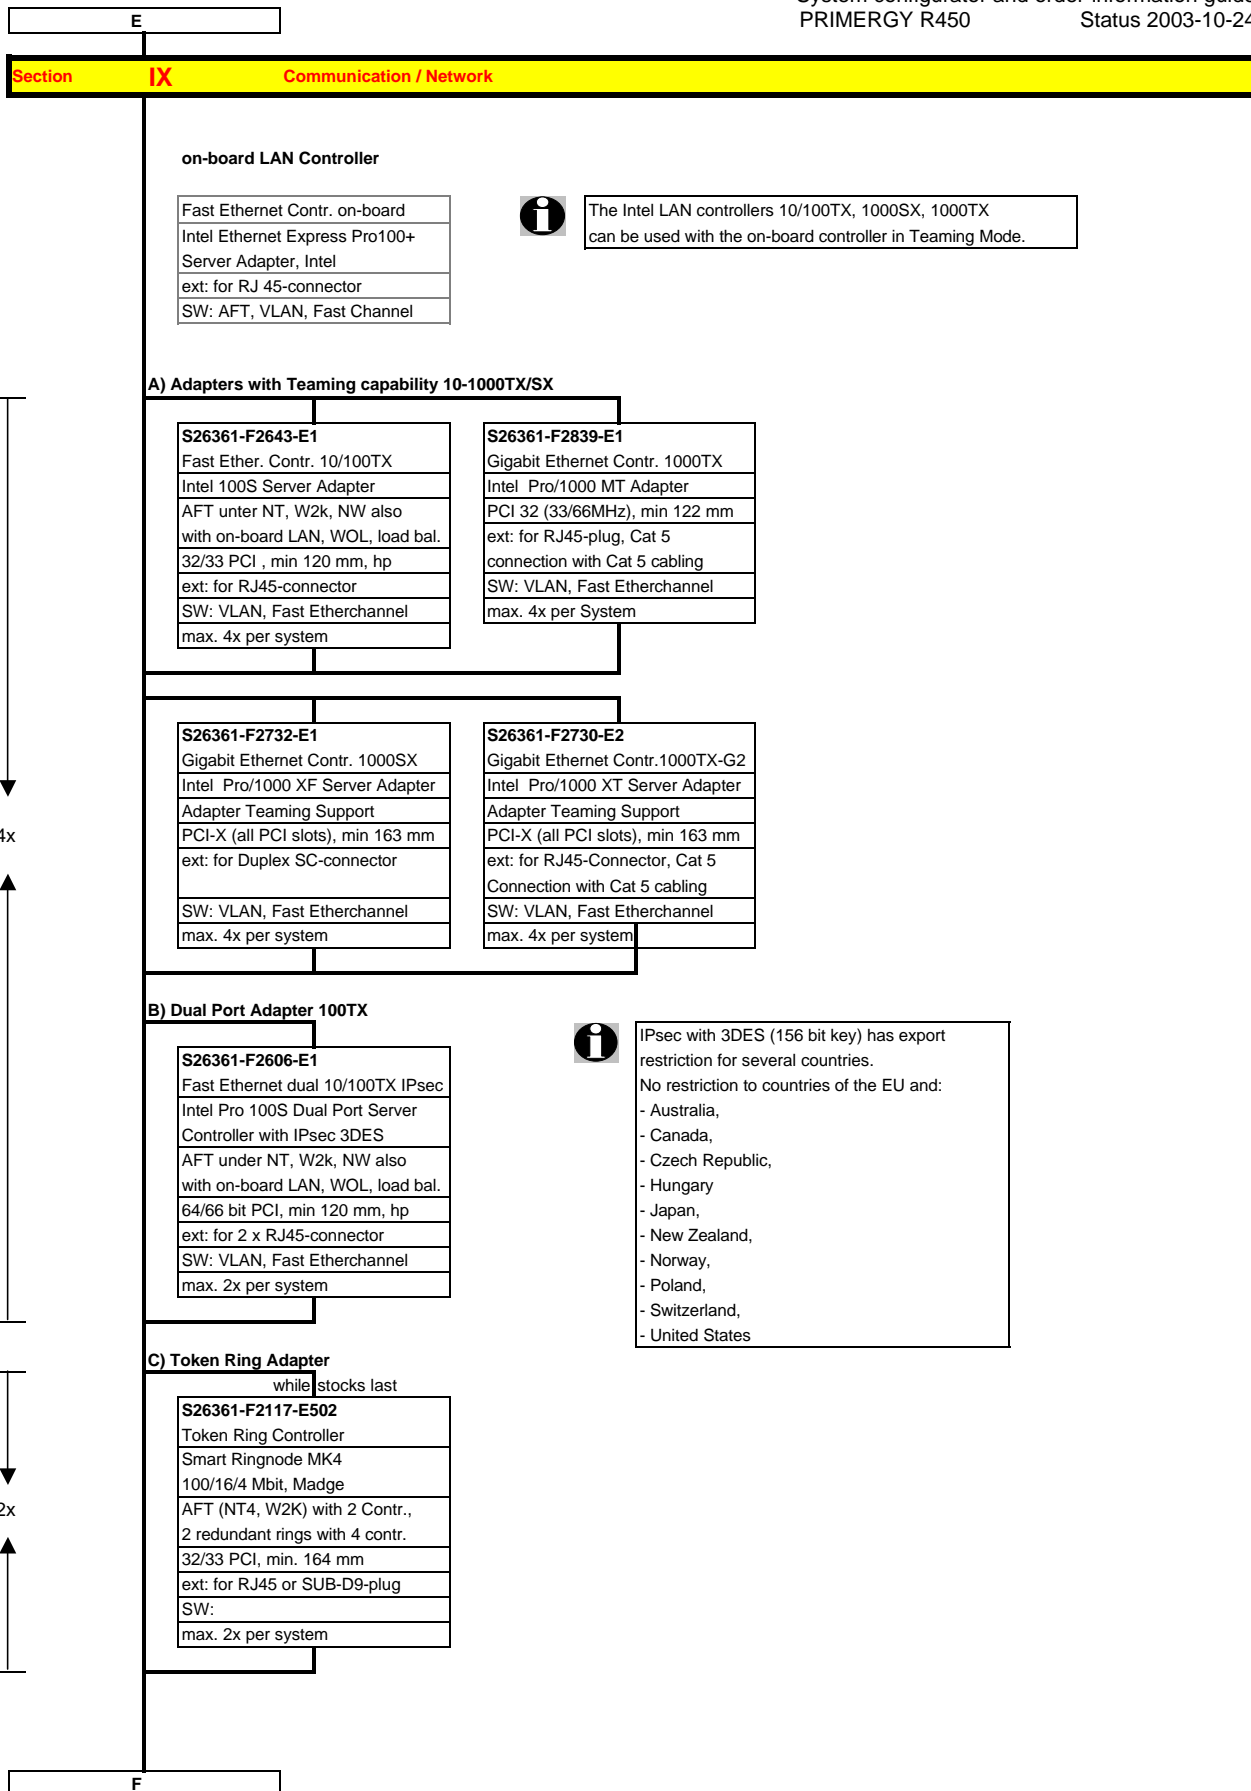 System configurator and order-information guide
PRIMERGY R450 Status 2003-10-24
E
Section IX Communication / Network
on-board LAN Controller
Fast Ethernet Contr. on-board
Intel Ethernet Express Pro100+
Server Adapter, Intel
ext: for RJ 45-connector
SW: AFT, VLAN, Fast Channel
The Intel LAN controllers 10/100TX, 1000SX, 1000TX
can be used with the on-board controller in Teaming Mode.
A) Adapters with Teaming capability 10-1000TX/SX
S26361-F2643-E1
Fast Ether. Contr. 10/100TX
Intel 100S Server Adapter
AFT unter NT, W2k, NW also
with on-board LAN, WOL, load bal.
32/33 PCI , min 120 mm, hp
ext: for RJ45-connector
SW: VLAN, Fast Etherchannel
max. 4x per system
S26361-F2839-E1
Gigabit Ethernet Contr. 1000TX
Intel Pro/1000 MT Adapter
PCI 32 (33/66MHz), min 122 mm
ext: for RJ45-plug, Cat 5
connection with Cat 5 cabling
SW: VLAN, Fast Etherchannel
max. 4x per System
S26361-F2732-E1
Gigabit Ethernet Contr. 1000SX
Intel Pro/1000 XF Server Adapter
Adapter Teaming Support
PCI-X (all PCI slots), min 163 mm
ext: for Duplex SC-connector
SW: VLAN, Fast Etherchannel
max. 4x per system
S26361-F2730-E2
Gigabit Ethernet Contr.1000TX-G2
Intel Pro/1000 XT Server Adapter
Adapter Teaming Support
PCI-X (all PCI slots), min 163 mm
ext: for RJ45-Connector, Cat 5
Connection with Cat 5 cabling
SW: VLAN, Fast Etherchannel
max. 4x per system
4x
B) Dual Port Adapter 100TX
S26361-F2606-E1
Fast Ethernet dual 10/100TX IPsec
Intel Pro 100S Dual Port Server
Controller with IPsec 3DES
AFT under NT, W2k, NW also
with on-board LAN, WOL, load bal.
64/66 bit PCI, min 120 mm, hp
ext: for 2 x RJ45-connector
SW: VLAN, Fast Etherchannel
max. 2x per system
IPsec with 3DES (156 bit key) has export
restriction for several countries.
No restriction to countries of the EU and:
- Australia,
- Canada,
- Czech Republic,
- Hungary
- Japan,
- New Zealand,
- Norway,
- Poland,
- Switzerland,
- United States
C) Token Ring Adapter
while stocks last
S26361-F2117-E502
Token Ring Controller
Smart Ringnode MK4
100/16/4 Mbit, Madge
AFT (NT4, W2K) with 2 Contr.,
2 redundant rings with 4 contr.
32/33 PCI, min. 164 mm
ext: for RJ45 or SUB-D9-plug
SW:
max. 2x per system
2x
F